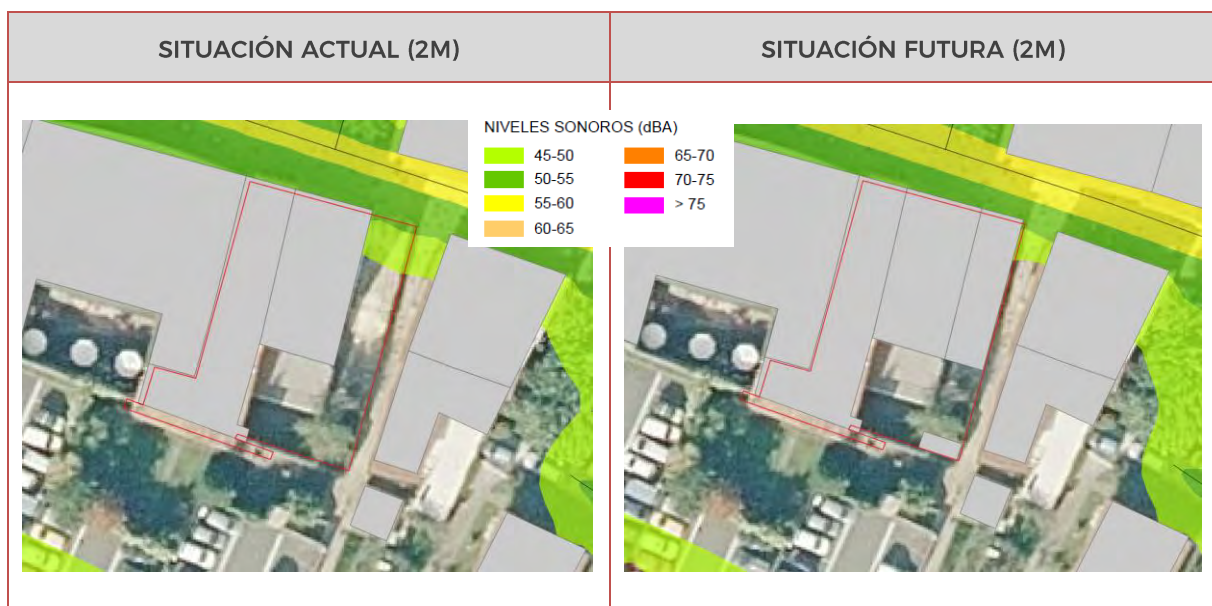 SITUACIÓN ACTUAL (2M)
SITUACIÓN FUTURA (2M)
NIVELES SONOROS (dBA)
45-50
65-70
50-55
70-75
55-60
> 75
60-65